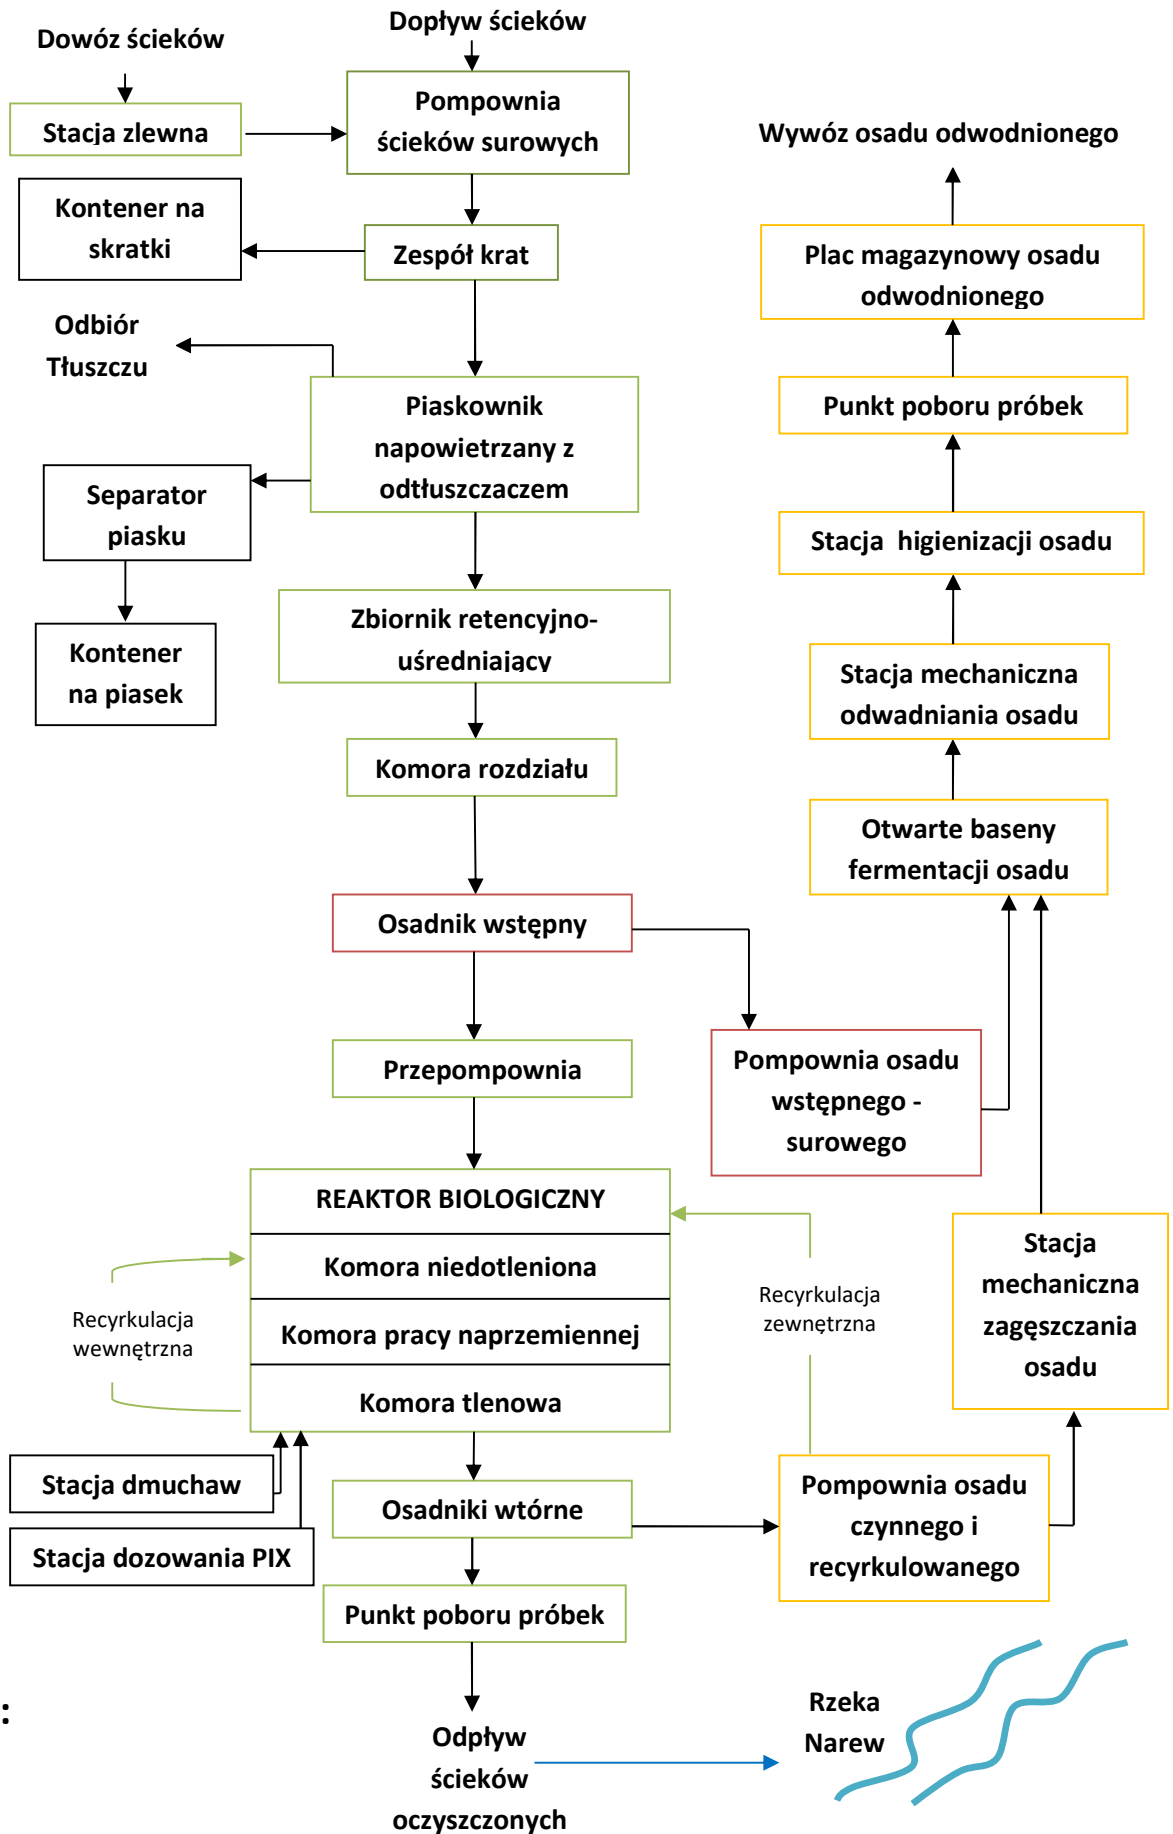 Dowóz ścieków
Dopływ ścieków
Stacja zlewna
Pompownia
ścieków surowych
Kontener na
skratki
Zespół krat
Odbiór
Tłuszczu
Piaskownik
napowietrzany z
odtłuszczaczem
Separator
piasku
Kontener
na piasek
Zbiornik retencyjno-
uśredniający
Komora rozdziału
Osadnik wstępny
Przepompownia
REAKTOR BIOLOGICZNY
Komora niedotleniona
Komora pracy naprzemiennej
Komora tlenowa
Recyrkulacja
wewnętrzna
Recyrkulacja
zewnętrzna
Stacja dmuchaw
Stacja dozowania PIX
Osadniki wtórne
Punkt poboru próbek
:
Odpływ
ścieków
oczyszczonych
Rzeka
Narew
Wywóz osadu odwodnionego
Plac magazynowy osadu
odwodnionego
Punkt poboru próbek
Stacja  higienizacji osadu
Stacja mechaniczna
odwadniania osadu
Otwarte baseny
fermentacji osadu
Pompownia osadu
wstępnego -
surowego
Stacja
mechaniczna
zagęszczania
osadu
Pompownia osadu
czynnego i
recyrkulowanego